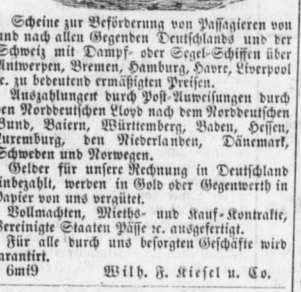 Scheine zur Beförderung von Passagieren von
und nach allen Gegenden Deutschlands und der
Schweiz mit Dampf- oder Segel-Schiffen über
Antwerpen, Bremen, Hamburg, Havre, Liverpool
ꝛc. zu bedeutend ermäßigten Preisen.
Auszahlungen durch Post-Anweisungen durch
den Norddeutschen Lloyd nach dem Norddeutschen
Bund, Baiern, Württemberg, Baden, Hessen,
Luxemburg, den Niederlanden, Dänemark,
Schweden und Norwegen.
Gelder für unsere Rechnung in Deutschland
einbezahlt, werden in Gold oder Gegenwerth in
Papier von uns vergütet.
Vollmachten, Mieths- und Kauf-Kontrakte,
Vereinigte Staaten Pässe ꝛc. ausgefertigt.
Für alle durch uns besorgten Geschäfte wird
garantirt.
6mi9 Wilh. F. Kiesel u. Co.